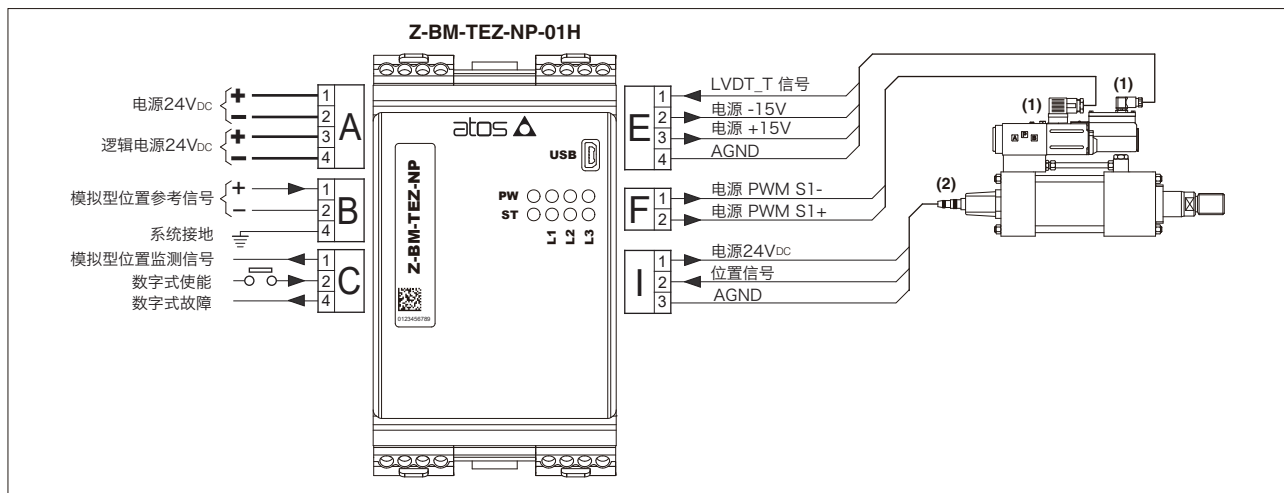 Z-BM-TEZ-NP-01H
电源24VDC
+
1
-
2
A
逻辑电源24VDC
+
3
-
4
模拟型位置参考信号
+
1
-
2
B
系统接地
4
模拟型位置监测信号
1
数字式使能
2
C
数字式故障
4
atos
USB
PW
ST
L1 L2 L3
Z-BM-TEZ-NP
0123456789
E
1 LVDT_T 信号
2 电源 -15V
3 电源 +15V
4 AGND
F
1 电源 PWM S1-
2 电源 PWM S1+
I
1 电源24VDC
2 位置信号
3 AGND
(1)
(1)
A P B
(2)